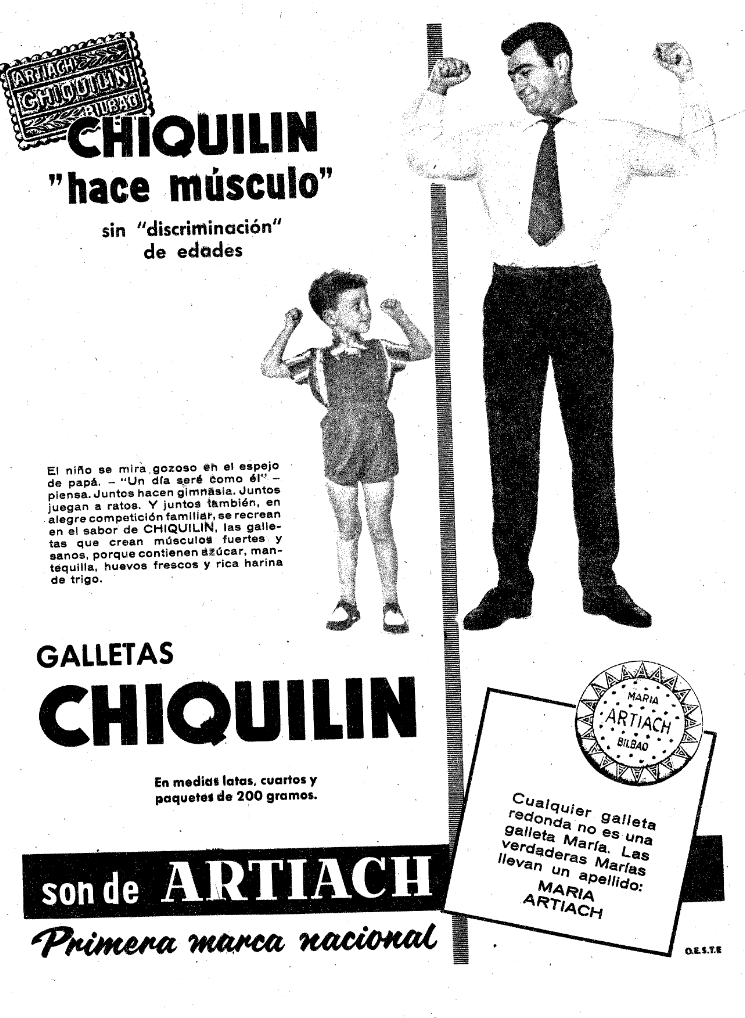 ARTIACH
CHIQUILIN
BILBAO
CHIQUILIN
"hace músculo"
sin "discriminación"
de edades
El niño se mira gozoso en el espejo
de papá. – "Un día seré como él" –
piensa. Juntos hacen gimnasia. Juntos
juegan a ratos. Y juntos también, en
alegre competición familiar, se recrean
en el sabor de CHIQUILIN, las galle-
tas que crean músculos fuertes y
sanos, porque contienen azúcar, man-
tequilla, huevos frescos y rica harina
de trigo.
GALLETAS
CHIQUILIN
En medias latas, cuartos y
paquetes de 200 gramos.
son de ARTIACH
Primera marca nacional
MARIA
ARTIACH
BILBAO
Cualquier galleta
redonda no es una
galleta María. Las
verdaderas Marías
llevan un apellido:
MARIA
ARTIACH
O.E.S.T.E